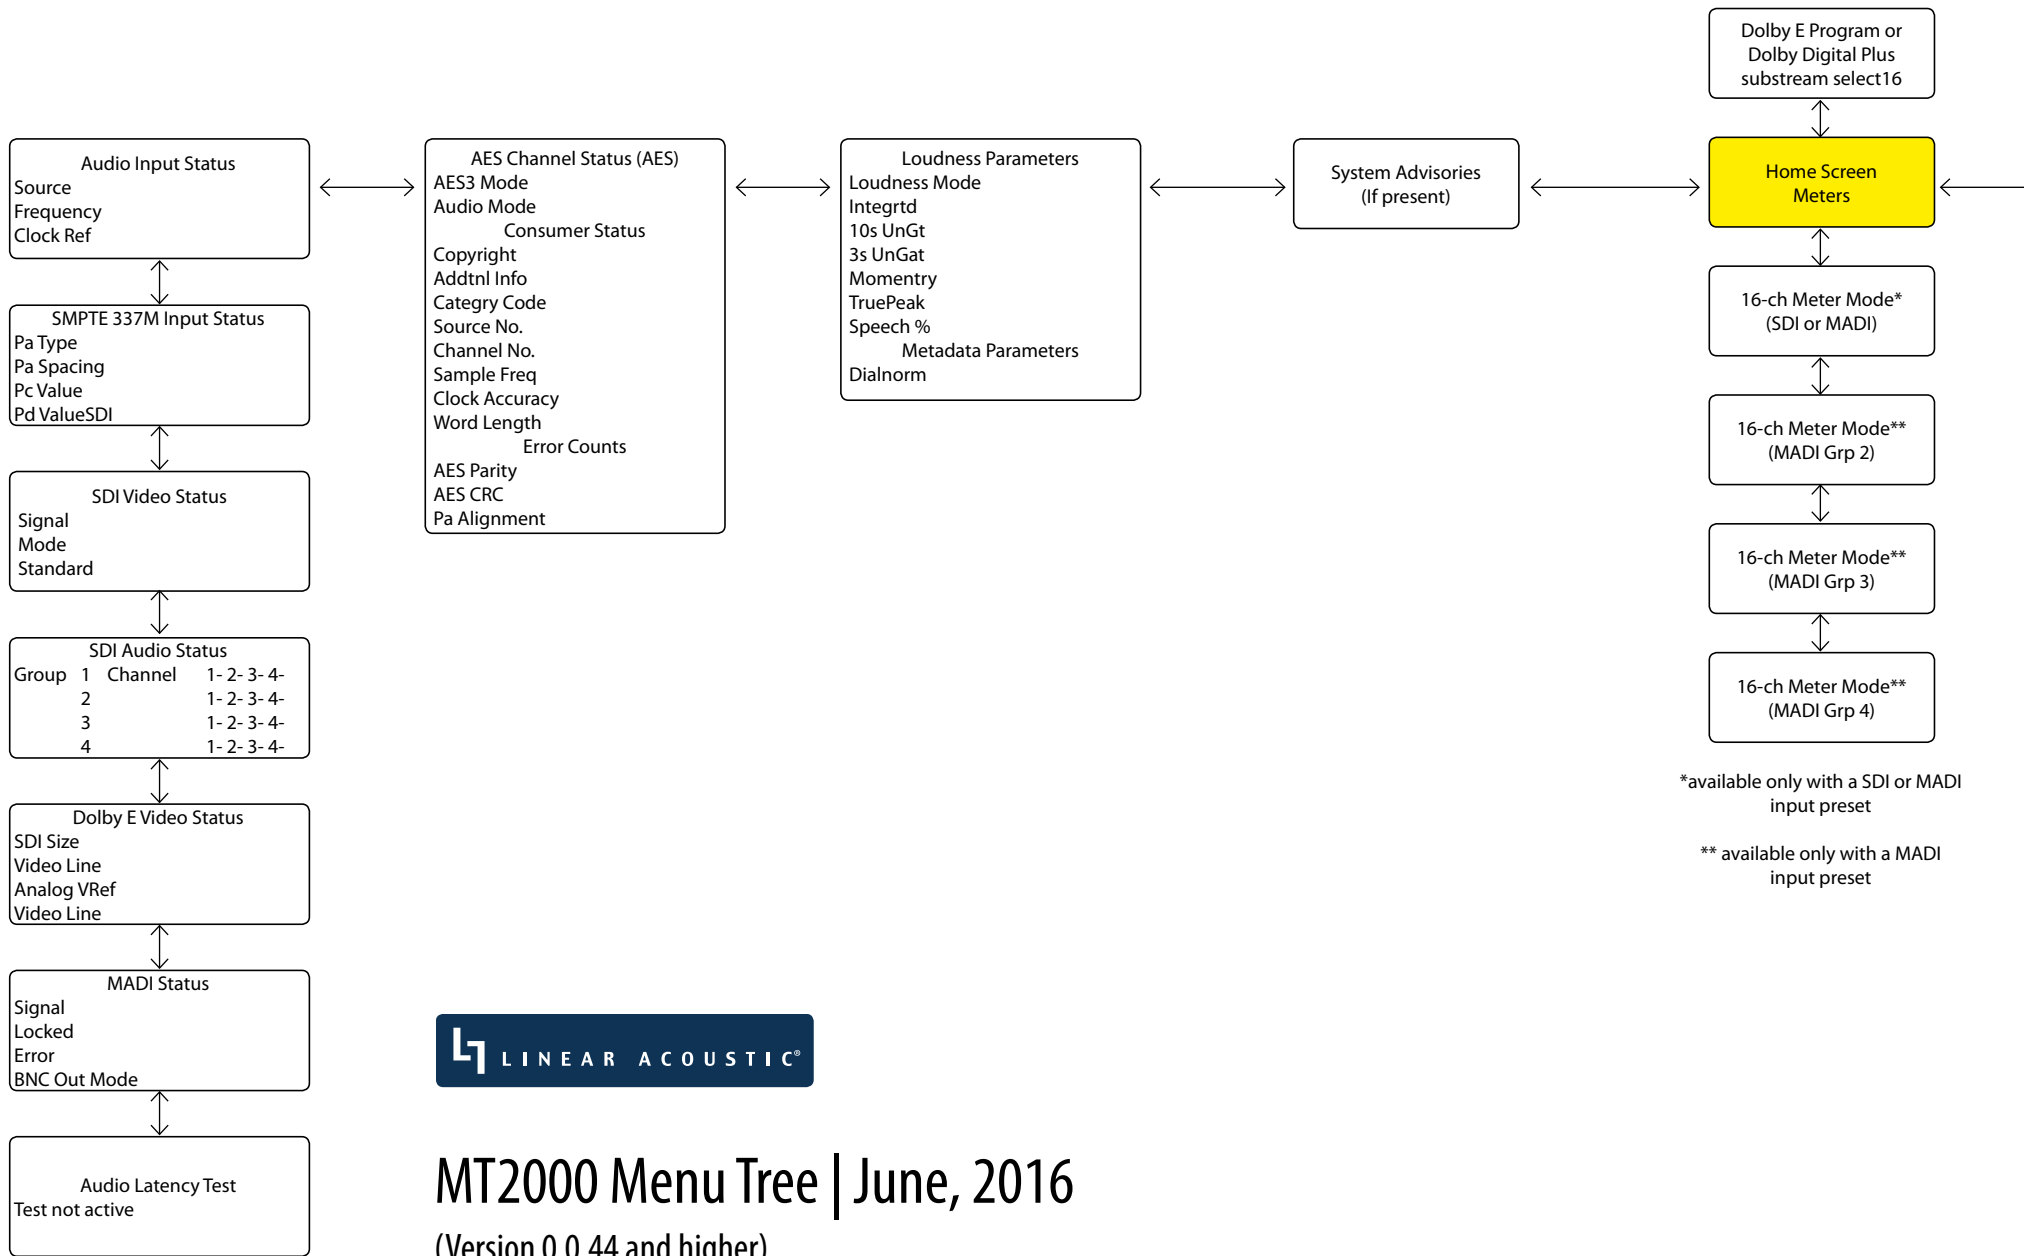 Dolby E Program or
Dolby Digital Plus
substream select16
Audio Input Status
Source
Frequency
Clock Ref
SMPTE 337M Input Status
Pa Type
Pa Spacing
Pc Value
Pd ValueSDI
SDI Video Status
Signal
Mode
Standard
SDI Audio Status
Group 1 Channel 1- 2- 3- 4-
2 1- 2- 3- 4-
3 1- 2- 3- 4-
4 1- 2- 3- 4-
Dolby E Video Status
SDI Size
Video Line
Analog VRef
Video Line
MADI Status
Signal
Locked
Error
BNC Out Mode
Audio Latency Test
Test not active
AES Channel Status (AES)
AES3 Mode
Audio Mode
Consumer Status
Copyright
Addtnl Info
Categry Code
Source No.
Channel No.
Sample Freq
Clock Accuracy
Word Length
Error Counts
AES Parity
AES CRC
Pa Alignment
Loudness Parameters
Loudness Mode
Integrtd
10s UnGt
3s UnGat
Momentry
TruePeak
Speech %
Metadata Parameters
Dialnorm
System Advisories
(If present)
Home Screen
Meters
16-ch Meter Mode*
(SDI or MADI)
16-ch Meter Mode**
(MADI Grp 2)
16-ch Meter Mode**
(MADI Grp 3)
16-ch Meter Mode**
(MADI Grp 4)
*available only with a SDI or MADI
input preset
** available only with a MADI
input preset
LINEAR ACOUSTIC®
MT2000 Menu Tree | June, 2016
(Version 0.0.44 and higher)